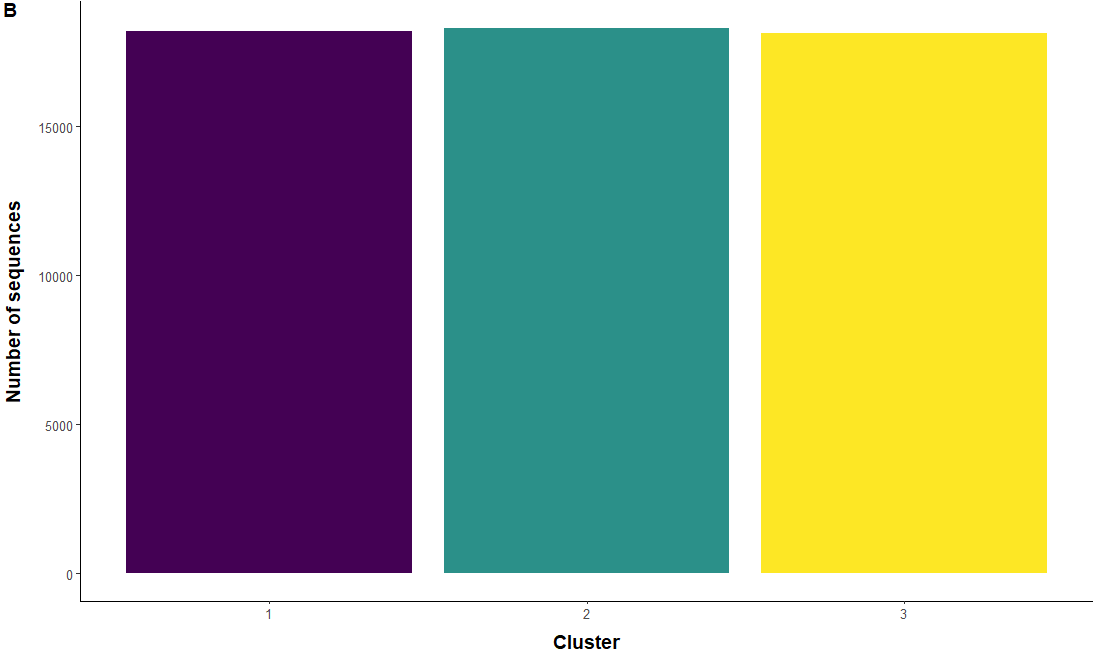 B
Number of sequences
15000
10000
5000
0
1 2 3
Cluster